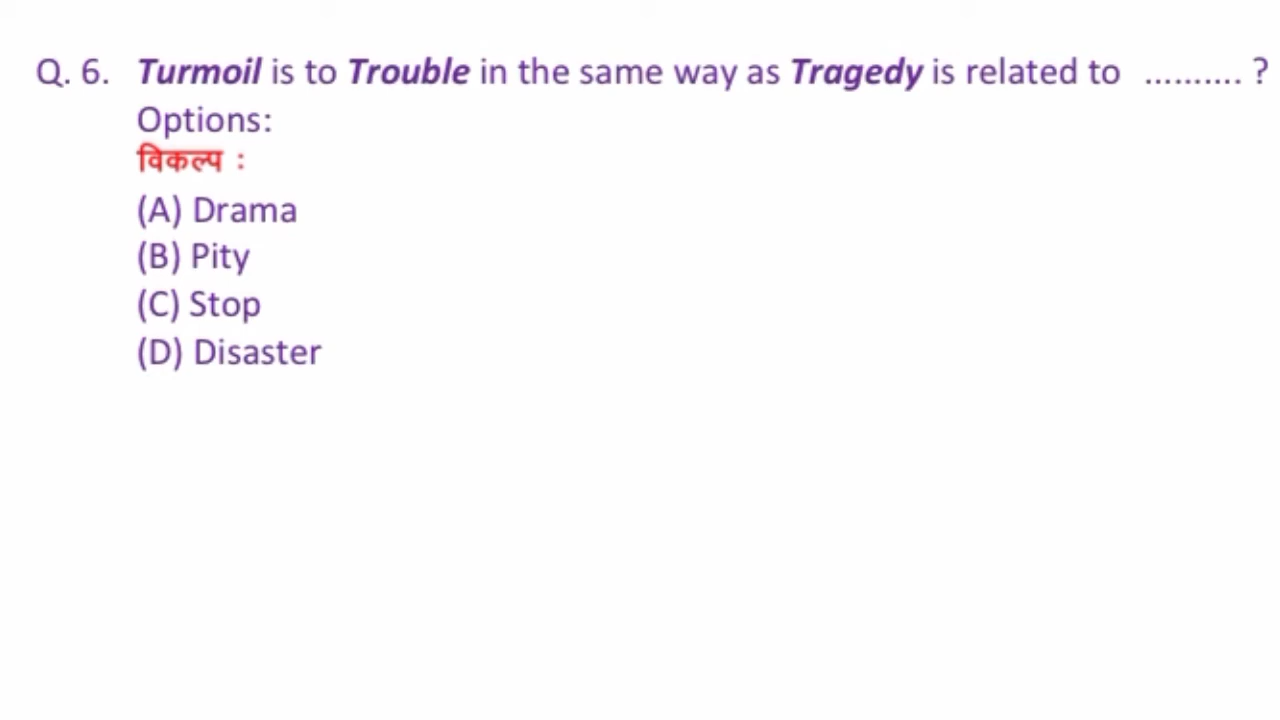 Q. 6. Turmoil is to Trouble in the same way as Tragedy is related to .......... ?
Options:
विकल्प :
(A) Drama
(B) Pity
(C) Stop
(D) Disaster